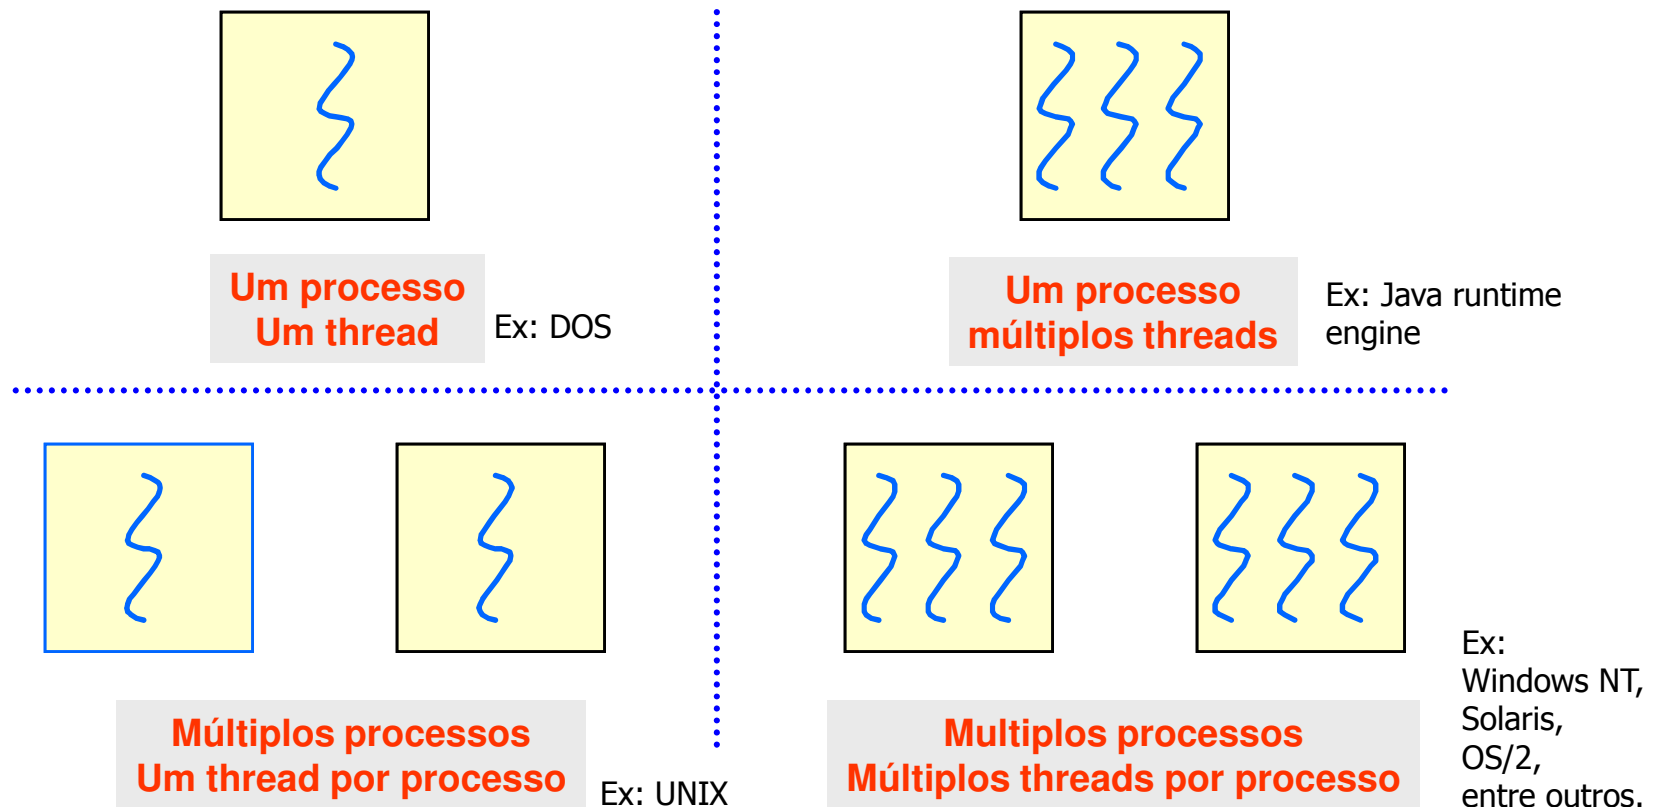 Um processo
Um thread
Ex: DOS
Um processo
múltiplos threads
Ex: Java runtime
engine
Múltiplos processos
Um thread por processo
Ex: UNIX
Multiplos processos
Múltiplos threads por processo
Ex:
Windows NT,
Solaris,
OS/2,
entre outros.